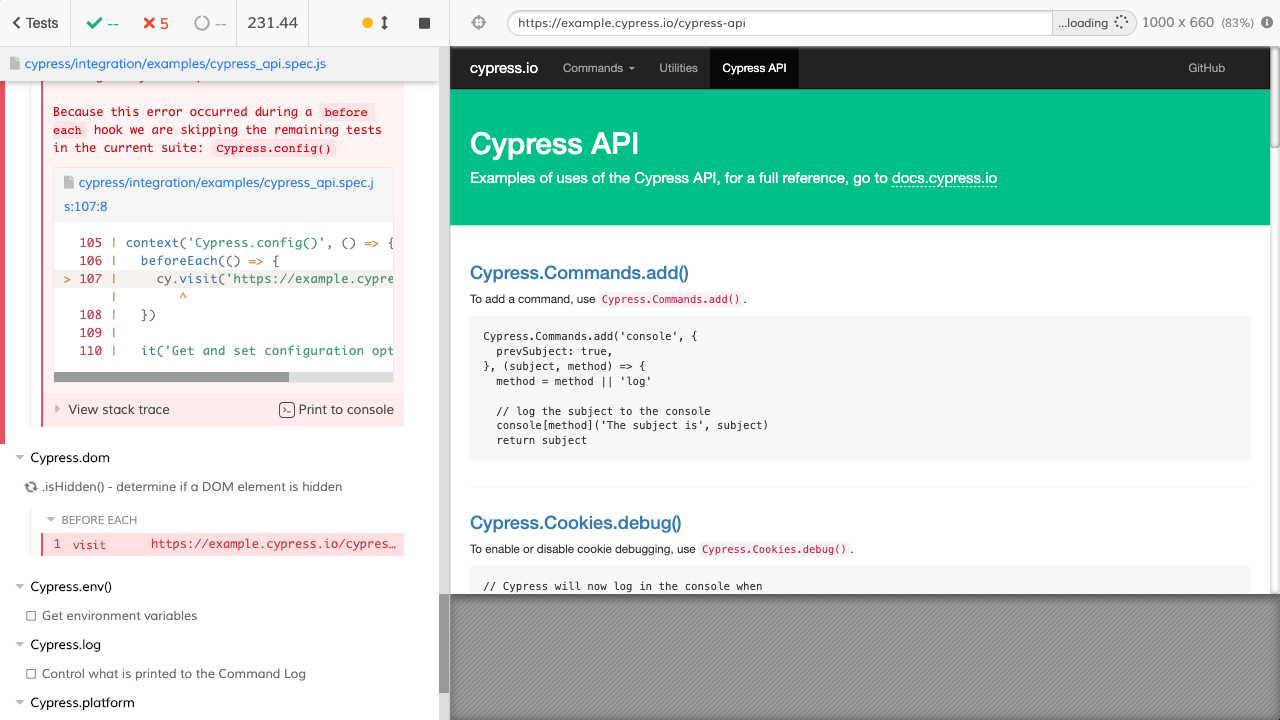 Tests
--
5
--
231.44
https://example.cypress.io/cypress-api
...loading
1000 x 660 (83%)
cypress/integration/examples/cypress_api.spec.js
Because this error occurred during a before
each hook we are skipping the remaining tests
in the current suite: Cypress.config()
cypress/integration/examples/cypress_api.spec.j
s:107:8
105 | context('Cypress.config()', () => {
106 |   beforeEach(() => {
> 107 |     cy.visit('https://example.cypre
|        ^
108 |   })
109 |
110 |   it('Get and set configuration opt
View stack trace
Print to console
Cypress.dom
.isHidden() - determine if a DOM element is hidden
BEFORE EACH
1 visit https://example.cypress.io/cypres…
Cypress.env()
Get environment variables
Cypress.log
Control what is printed to the Command Log
Cypress.platform
cypress.io
Commands
Utilities
Cypress API
GitHub
Cypress API
Examples of uses of the Cypress API, for a full reference, go to docs.cypress.io
Cypress.Commands.add()
To add a command, use Cypress.Commands.add().
Cypress.Commands.add('console', {
  prevSubject: true,
}, (subject, method) => {
  method = method || 'log'
  // log the subject to the console
  console[method]('The subject is', subject)
  return subject
Cypress.Cookies.debug()
To enable or disable cookie debugging, use Cypress.Cookies.debug().
// Cypress will now log in the console when